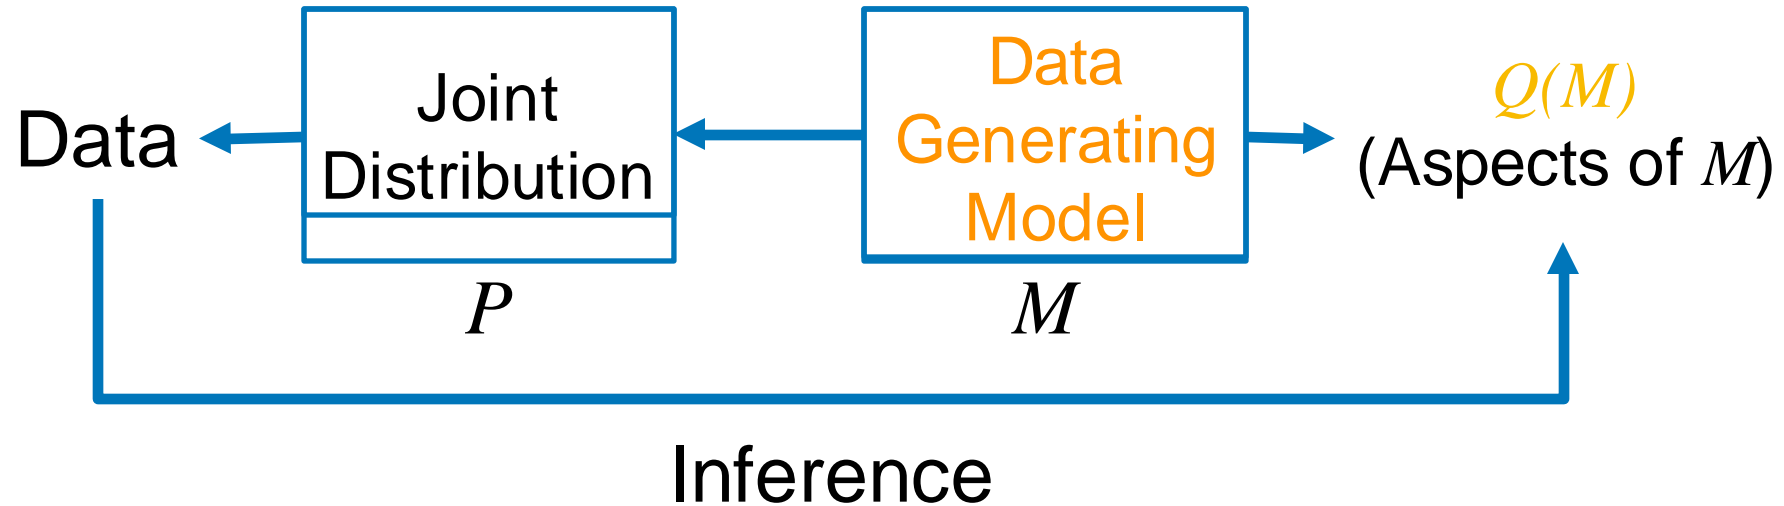 Data
Joint
Distribution
P
Data
Generating
Model
M
Q(M)
(Aspects of M)
Inference